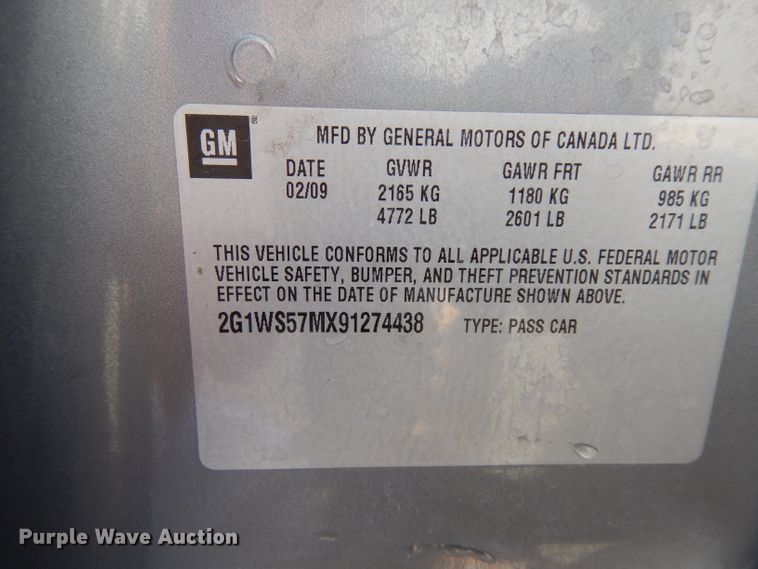 GM®
MFD BY GENERAL MOTORS OF CANADA LTD.
DATE GVWR GAWR FRT GAWR RR
02/09 2165 KG 1180 KG 985 KG
4772 LB 2601 LB 2171 LB
THIS VEHICLE CONFORMS TO ALL APPLICABLE U.S. FEDERAL MOTOR
VEHICLE SAFETY, BUMPER, AND THEFT PREVENTION STANDARDS IN
EFFECT ON THE DATE OF MANUFACTURE SHOWN ABOVE.
2G1WS57MX91274438 TYPE: PASS CAR
Purple Wave Auction